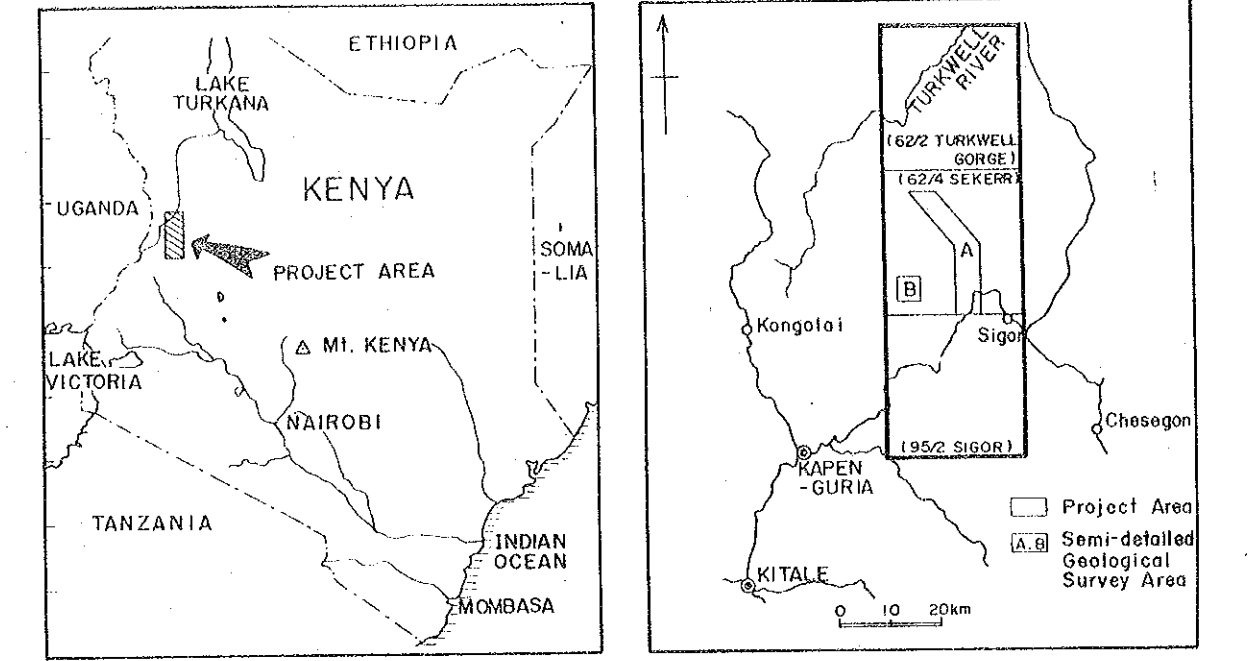 ETHIOPIA
LAKE
TURKANA
KENYA
UGANDA
SOMA
-LIA
PROJECT AREA
Mt. KENYA
LAKE
VICTORIA
NAIROBI
TANZANIA
INDIAN
OCEAN
MOMBASA
TURKWELL
RIVER
(62/2 TURKWELL
GORGE)
(62/4 SEKERR)
A
B
Kongolai
Sigor
Chesegon
(95/2 SIGOR)
KAPEN
-GURIA
KITALE
Project Area
A.B Semi-detailed
Geological
Survey Area
0 10 20km